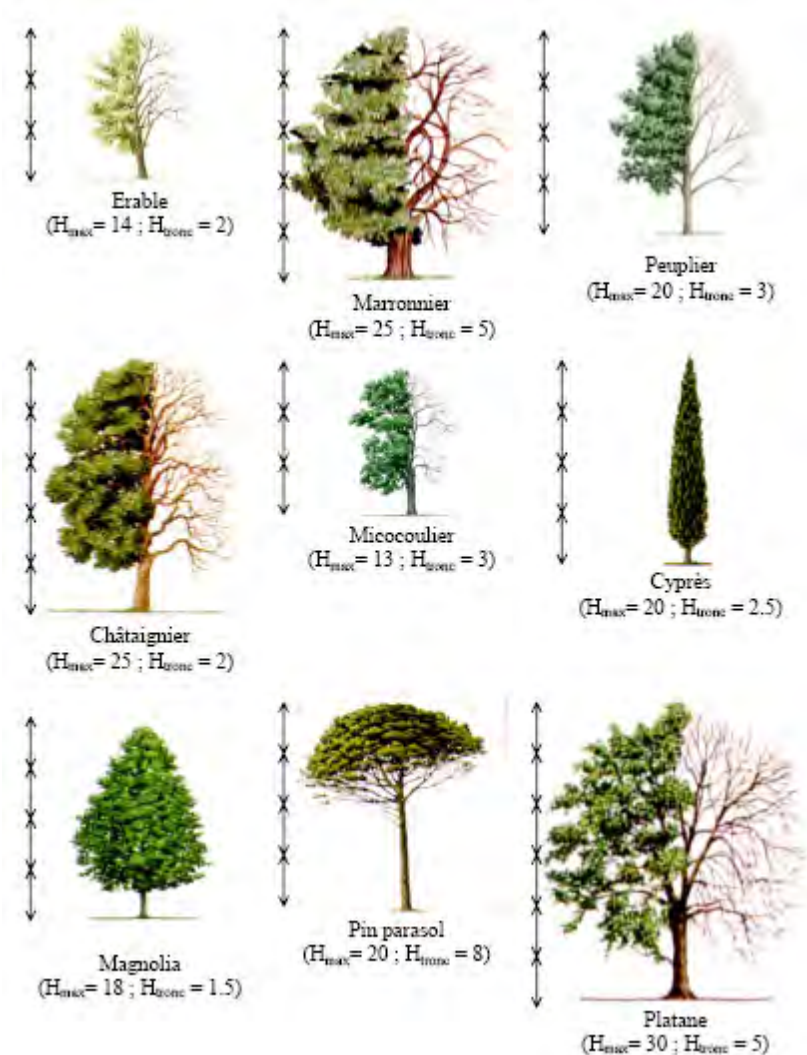 Erable
(Hmax= 14 ; Htronc = 2)
Marronnier
(Hmax= 25 ; Htronc = 5)
Peuplier
(Hmax= 20 ; Htronc = 3)
Châtaignier
(Hmax= 25 ; Htronc = 2)
Micocoulier
(Hmax= 13 ; Htronc = 3)
Cyprès
(Hmax= 20 ; Htronc = 2.5)
Magnolia
(Hmax= 18 ; Htronc = 1.5)
Pin parasol
(Hmax= 20 ; Htronc = 8)
Platane
(Hmax= 30 ; Htronc = 5)